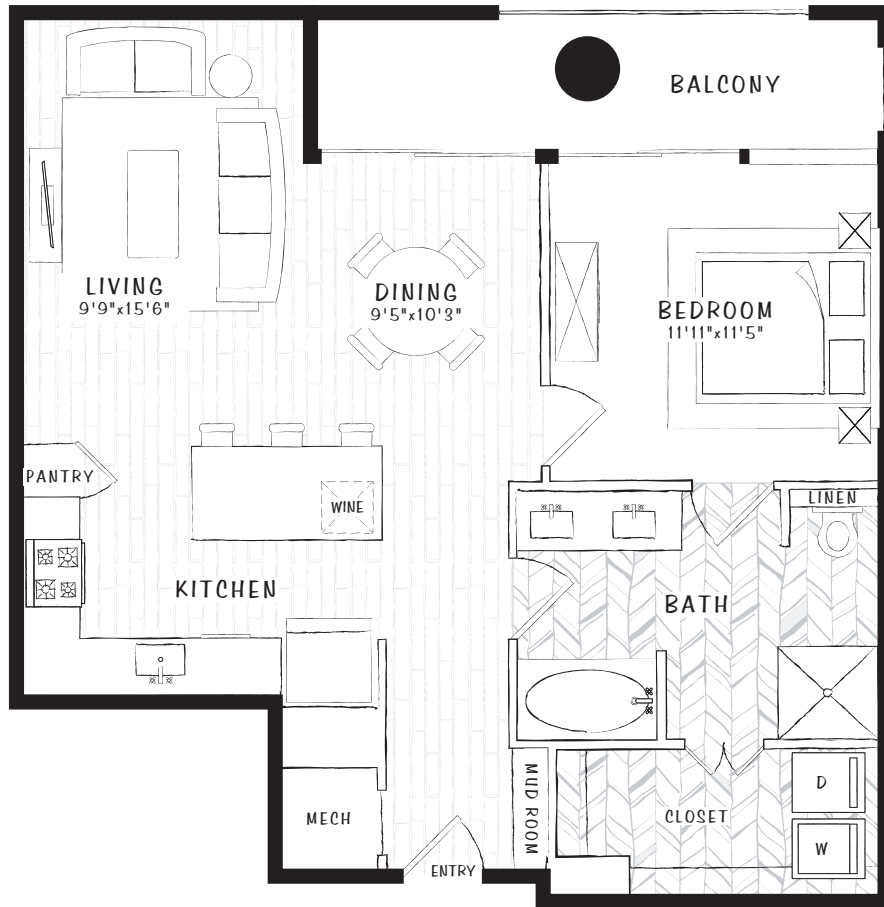 BALCONY
LIVING
9'9"x15'6"
DINING
9'5"x10'3"
BEDROOM
11'11"x11'5"
PANTRY
WINE
LINEN
KITCHEN
BATH
MUD ROOM
D
MECH
CLOSET
W
ENTRY